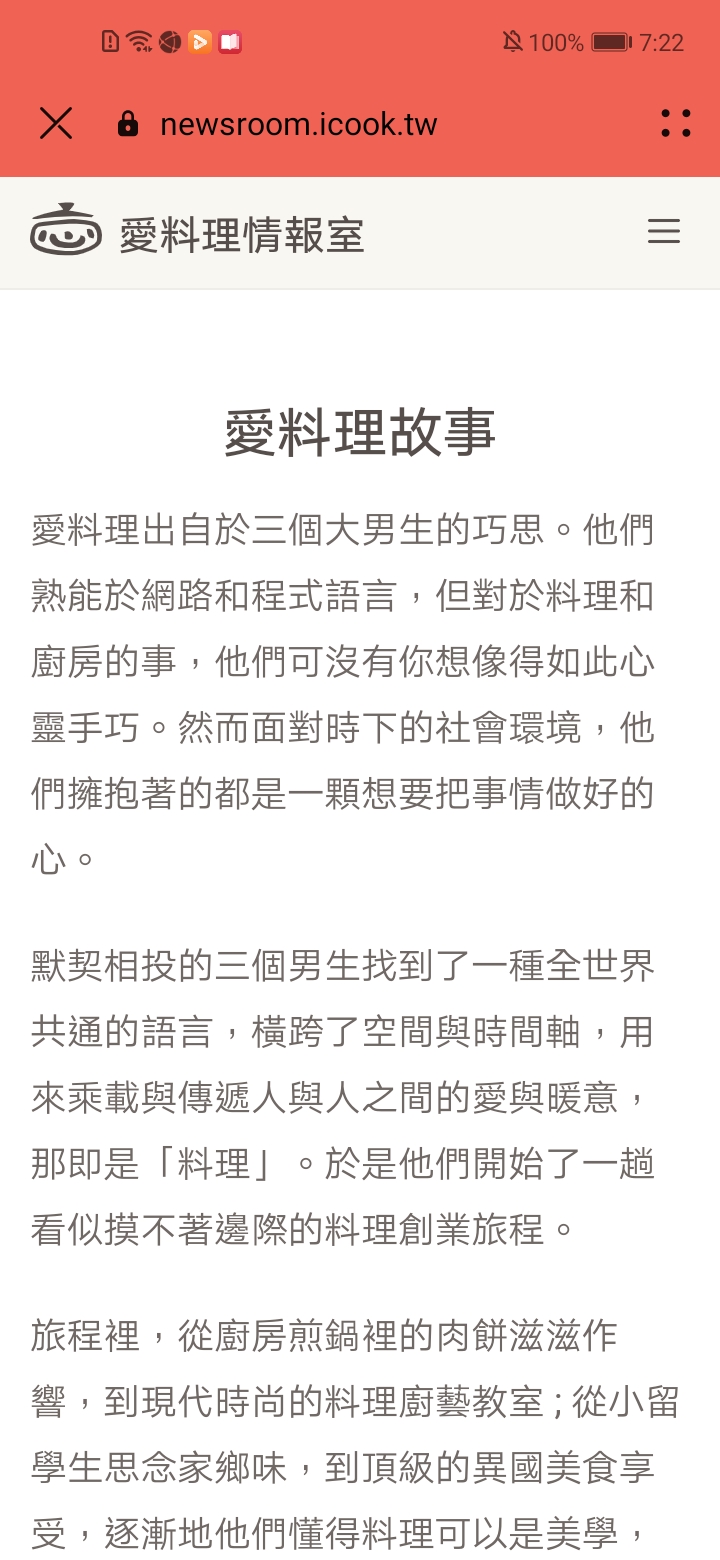 100% 7:22
newsroom.icook.tw
愛料理情報室
愛料理故事
愛料理出自於三個大男生的巧思。他們
熟能於網路和程式語言，但對於料理和
廚房的事，他們可沒有你想像得如此心
靈手巧。然而面對時下的社會環境，他
們擁抱著的都是一顆想要把事情做好的
心。
默契相投的三個男生找到了一種全世界
共通的語言，橫跨了空間與時間軸，用
來乘載與傳遞人與人之間的愛與暖意，
那即是「料理」。於是他們開始了一趟
看似摸不著邊際的料理創業旅程。
旅程裡，從廚房煎鍋裡的肉餅滋滋作
響，到現代時尚的料理廚藝教室；從小留
學生思念家鄉味，到頂級的異國美食享
受，逐漸地他們懂得料理可以是美學，